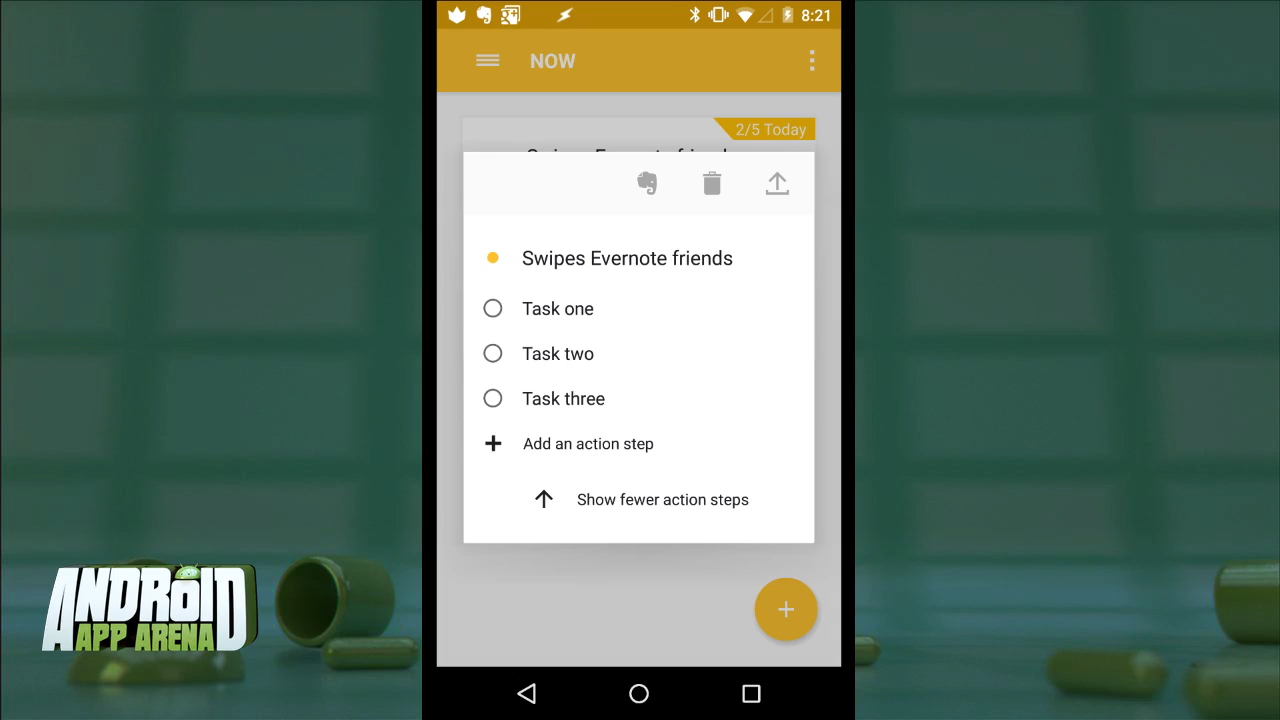 8:21
NOW
2/5 Today
Swipes Evernote friends
Task one
Task two
Task three
Add an action step
Show fewer action steps
ANDROID
APP ARENA